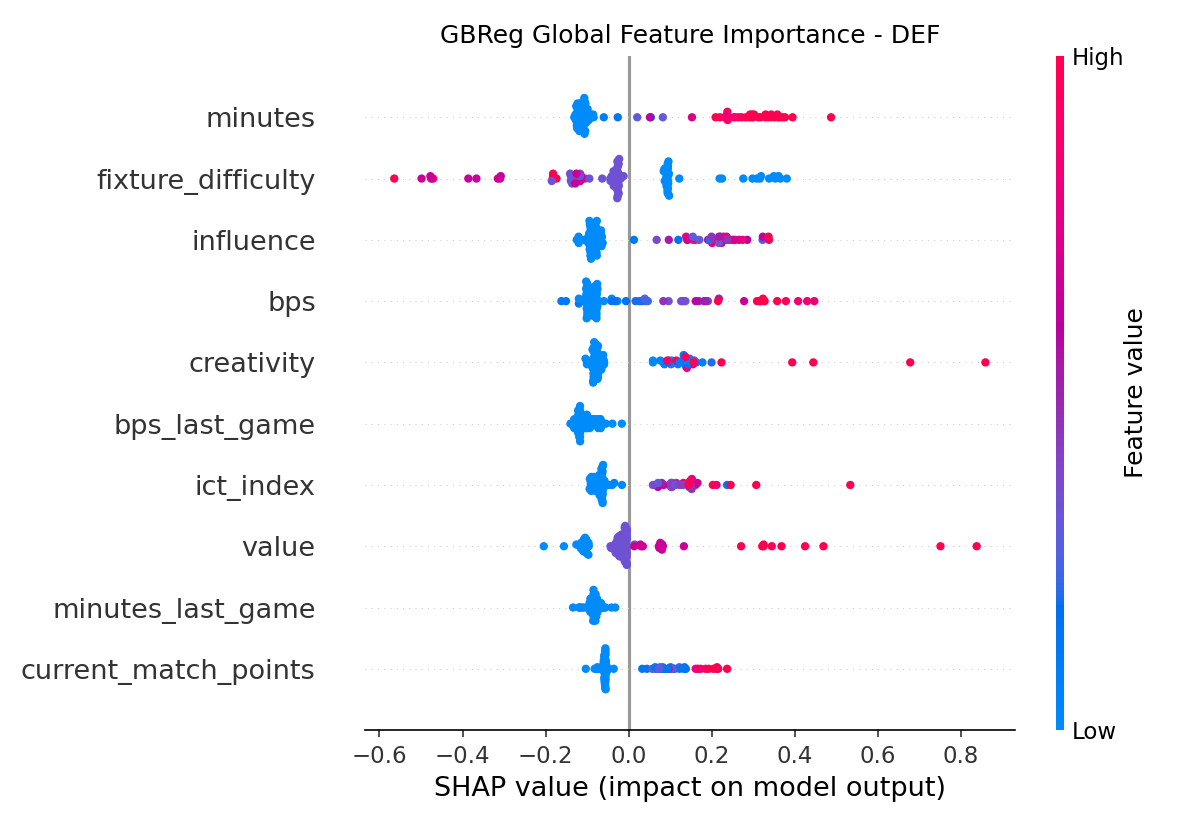 GBReg Global Feature Importance - DEF
High
minutes
fixture_difficulty
influence
bps
creativity
bps_last_game
ict_index
value
minutes_last_game
current_match_points
Feature value
Low
−0.6 −0.4 −0.2 0.0 0.2 0.4 0.6 0.8
SHAP value (impact on model output)